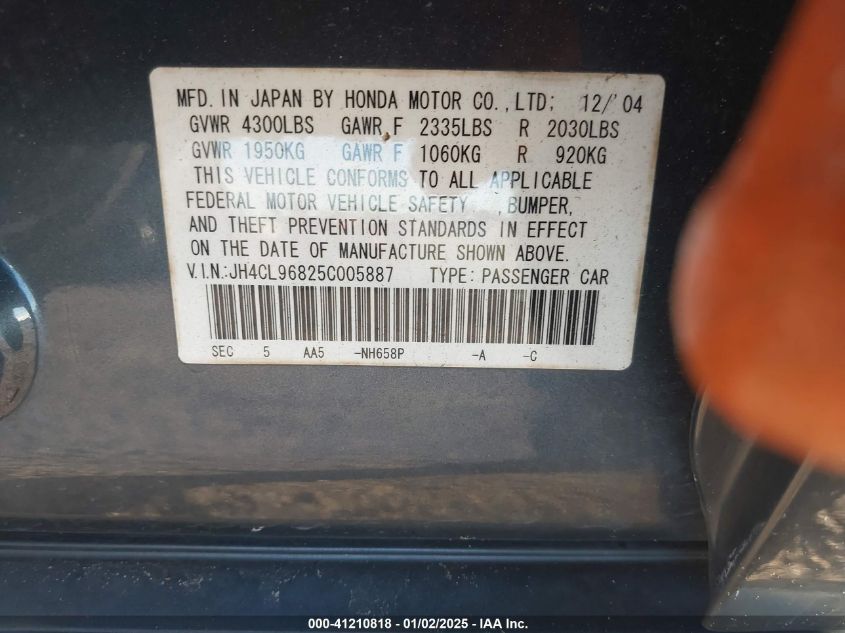 MFD. IN JAPAN BY HONDA MOTOR CO., LTD; 12/'04
GVWR 4300LBS GAWR F 2335LBS R 2030LBS
GVWR 1950KG GAWR F 1060KG R 920KG
THIS VEHICLE CONFORMS TO ALL APPLICABLE
FEDERAL MOTOR VEHICLE SAFETY ,BUMPER,
AND THEFT PREVENTION STANDARDS IN EFFECT
ON THE DATE OF MANUFACTURE SHOWN ABOVE.
V.I.N.:JH4CL96825C005887 TYPE: PASSENGER CAR
SEC 5 AA5 -NH658P -A -C
000-41210818 - 01/02/2025 - IAA Inc.